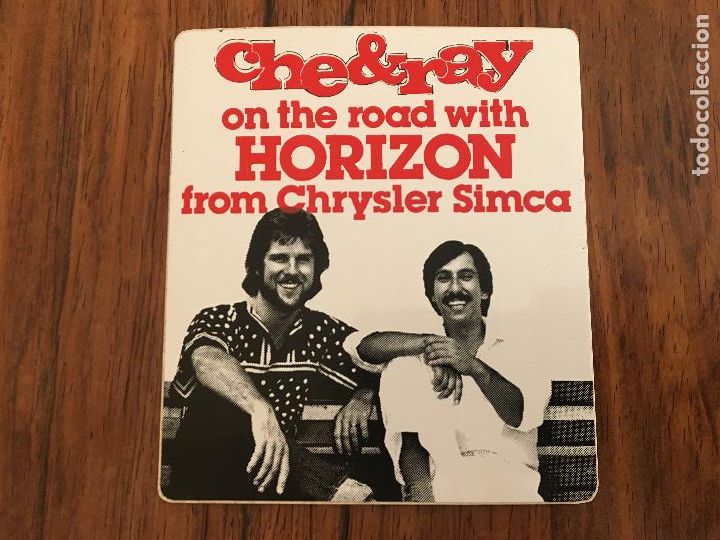 che&ray
on the road with
HORIZON
from Chrysler Simca
todocoleccion